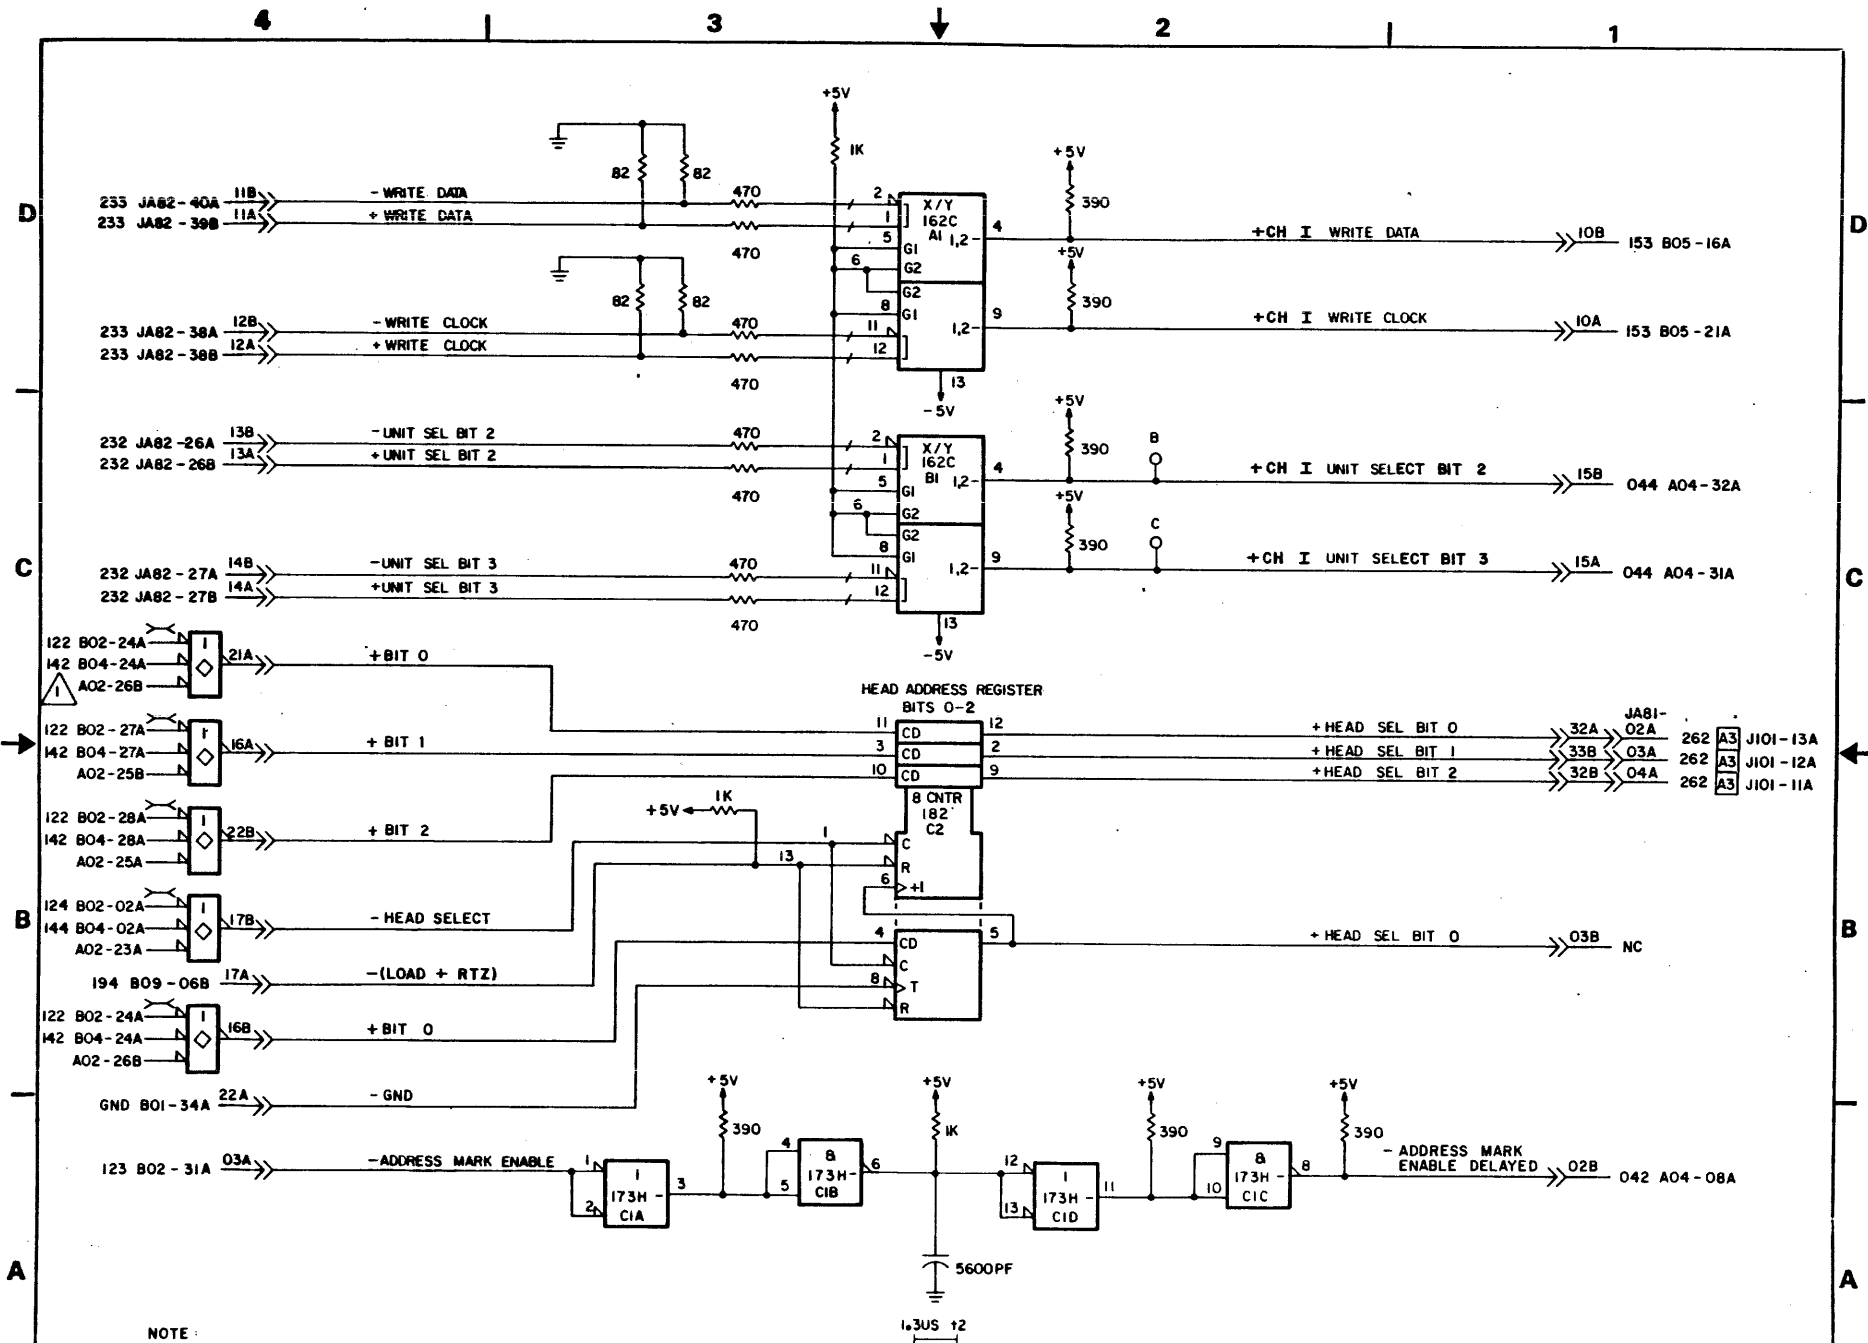 4 3 2 1
+5V
1K
82 82
+5V
390
D D
233 JA82-40A 11B - WRITE DATA 470 2 X/Y
233 JA82-39B 11A + WRITE DATA 470 1 162C
A1 1,2 4 +CH I WRITE DATA 10B 153 B05-16A
5 G1
6 G2
+5V
390
82 82
G2
8 G1
1,2 9 +CH I WRITE CLOCK 10A 153 B05-21A
233 JA82-38A 12B - WRITE CLOCK 470 11
233 JA82-38B 12A + WRITE CLOCK 470 12
13
-5V
+5V
390
B
232 JA82-26A 13B - UNIT SEL BIT 2 470 2 X/Y
232 JA82-26B 13A + UNIT SEL BIT 2 470 1 162C
B1 1,2 4 +CH I UNIT SELECT BIT 2 15B 044 A04-32A
5 G1
6 G2
+5V
390
C
G2
8 G1
C C
1,2 9 +CH I UNIT SELECT BIT 3 15A 044 A04-31A
232 JA82-27A 14B -UNIT SEL BIT 3 470 11
232 JA82-27B 14A +UNIT SEL BIT 3 470 12
13
-5V
122 B02-24A 1
142 B04-24A 21A +BIT 0
1 A02-26B
HEAD ADDRESS REGISTER
BITS 0-2
11 CD 12 +HEAD SEL BIT 0 32A JA81-02A 262 A3 J101-13A
122 B02-27A 1
142 B04-27A 16A + BIT 1 3 CD 2 +HEAD SEL BIT 1 33B 03A 262 A3 J101-12A
A02-25B
10 CD 9 +HEAD SEL BIT 2 32B 04A 262 A3 J101-11A
+5V 1K
8 CNTR
182
C2
122 B02-28A 1
142 B04-28A 22B + BIT 2
A02-25A
1 C
13 R
6 +1
B B
124 B02-02A 1
144 B04-02A 17B - HEAD SELECT
A02-23A
4 CD 5 + HEAD SEL BIT 0 03B NC
C
8 T
R
194 B09-06B 17A -(LOAD + RTZ)
122 B02-24A 1
142 B04-24A 16B +BIT 0
A02-26B
GND B01-34A 22A - GND
+5V +5V +5V +5V
390 1K 390 390
123 B02-31A 03A -ADDRESS MARK ENABLE
1 2 1 173H C1A 3
4 5 & 173H C1B 6
12 13 1 173H C1D 11
9 10 & 173H C1C 8
- ADDRESS MARK
ENABLE DELAYED 02B 042 A04-08A
A A
5600PF
1.3US
NOTE: